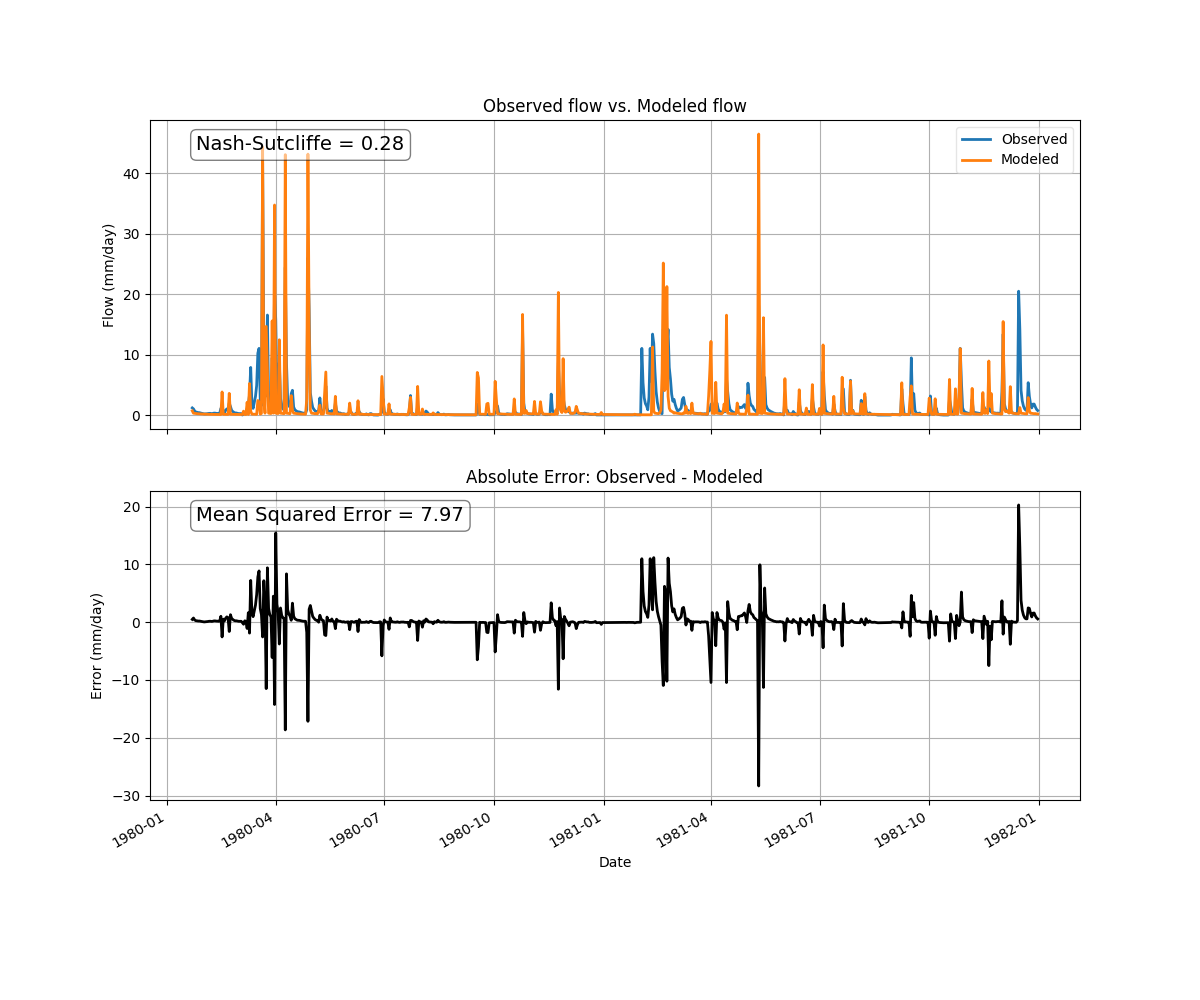 Observed flow vs. Modeled flow
Nash-Sutcliffe = 0.28
Observed
Modeled
Flow (mm/day)
40
30
20
10
0
Absolute Error: Observed - Modeled
Mean Squared Error = 7.97
Error (mm/day)
20
10
0
−10
−20
−30
1980-01
1980-04
1980-07
1980-10
1981-01
1981-04
1981-07
1981-10
1982-01
Date